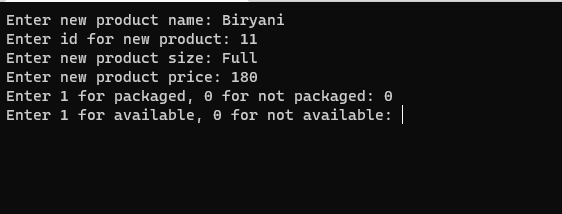 Enter new product name: Biryani
Enter id for new product: 11
Enter new product size: Full
Enter new product price: 180
Enter 1 for packaged, 0 for not packaged: 0
Enter 1 for available, 0 for not available: